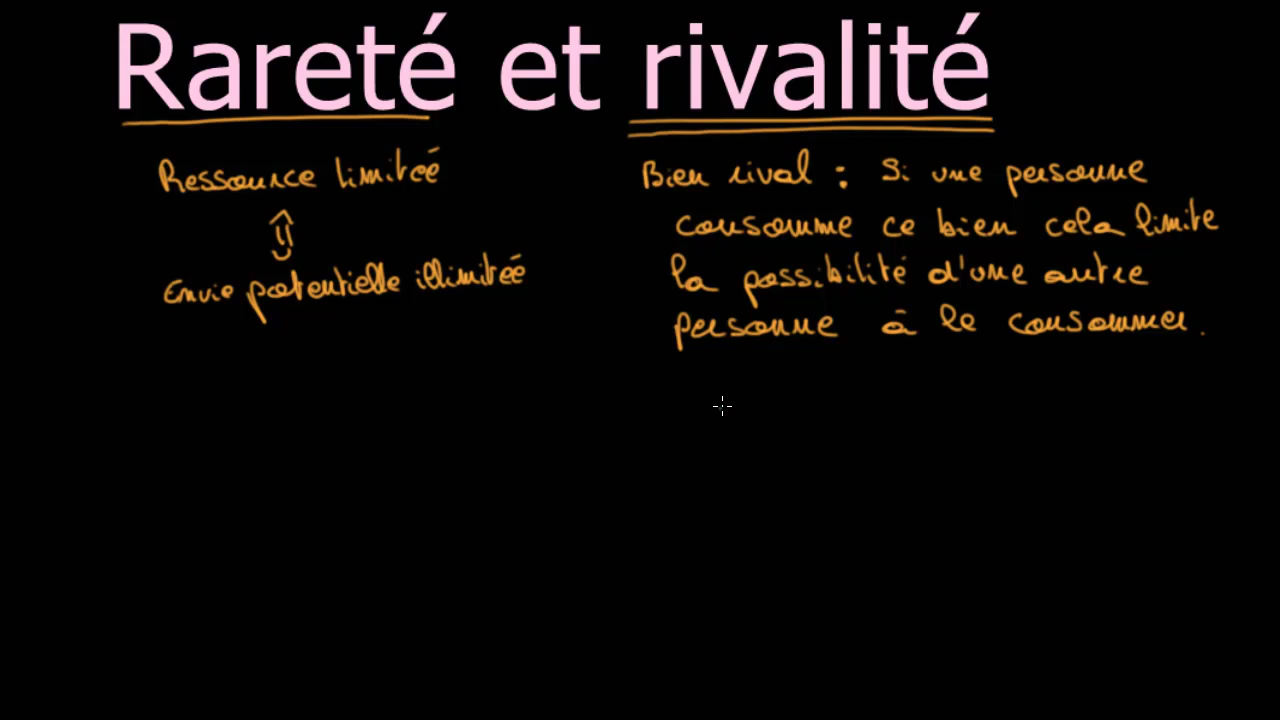 Rareté et rivalité
Ressource limitée
Envie potentielle illimitée
Bien rival : Si une personne
consomme ce bien cela limite
la possibilité d'une autre
personne à le consommer.